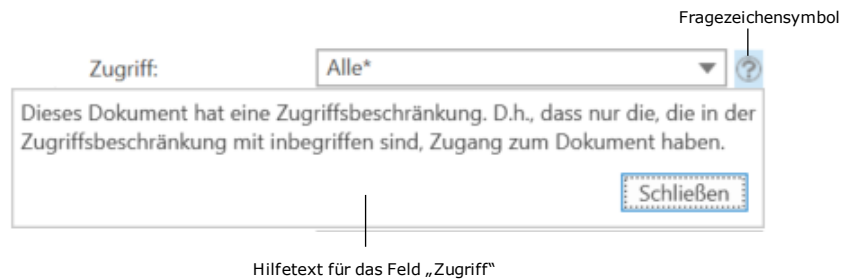 Fragezeichensymbol
Zugriff: Alle* ?
Dieses Dokument hat eine Zugriffsbeschränkung. D.h., dass nur die, die in der
Zugriffsbeschränkung mit inbegriffen sind, Zugang zum Dokument haben.
Schließen
Hilfetext für das Feld „Zugriff“